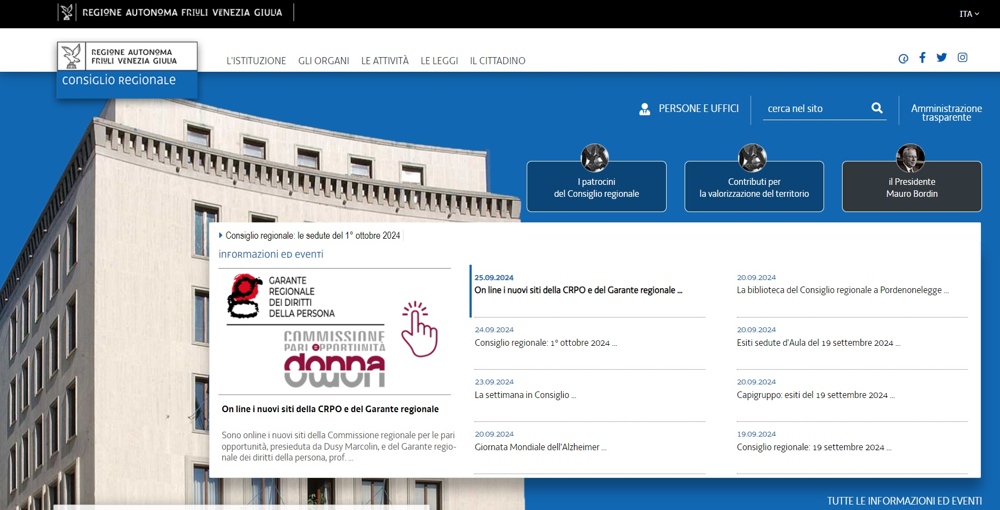 REGIONE AUTONOMA FRIULI VENEZIA GIULIA
ITA
REGIONE AUTONOMA
FRIULI VENEZIA GIULIA
consiglio regionale
L'ISTITUZIONE
GLI ORGANI
LE ATTIVITÀ
LE LEGGI
IL CITTADINO
PERSONE E UFFICI
cerca nel sito
Amministrazione
trasparente
I patrocini
del Consiglio regionale
Contributi per
la valorizzazione del territorio
il Presidente
Mauro Bordin
Consiglio regionale: le sedute del 1° ottobre 2024
informazioni ed eventi
GARANTE
REGIONALE
DEI DIRITTI
DELLA PERSONA
COMMISSIONE
PARI OPPORTUNITÀ
donna
On line i nuovi siti della CRPO e del Garante regionale
Sono online i nuovi siti della Commissione regionale per le pari
opportunità, presieduta da Dusy Marcolin, e del Garante regio-
nale dei diritti della persona, prof. ...
25.09.2024
On line i nuovi siti della CRPO e del Garante regionale ...
24.09.2024
Consiglio regionale: 1° ottobre 2024 ...
23.09.2024
La settimana in Consiglio ...
20.09.2024
Giornata Mondiale dell'Alzheimer ...
20.09.2024
La biblioteca del Consiglio regionale a Pordenonelegge ...
20.09.2024
Esiti sedute d'Aula del 19 settembre 2024 ...
20.09.2024
Capigruppo: esiti del 19 settembre 2024 ...
19.09.2024
Consiglio regionale: 19 settembre 2024 ...
TUTTE LE INFORMAZIONI ED EVENTI